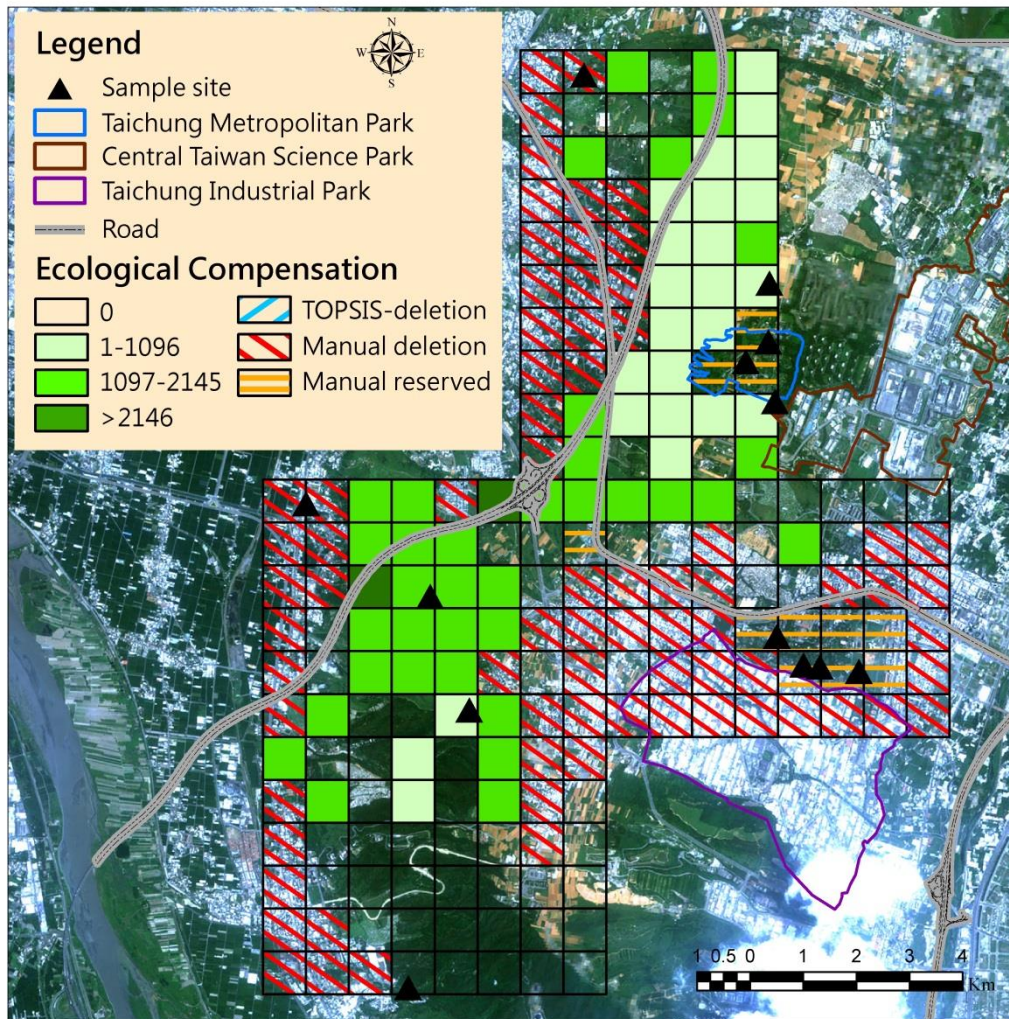 Legend
N
W E
S
Sample site
Taichung Metropolitan Park
Central Taiwan Science Park
Taichung Industrial Park
Road
Ecological Compensation
0
1-1096
1097-2145
>2146
TOPSIS-deletion
Manual deletion
Manual reserved
1 0.5 0 1 2 3 4
Km